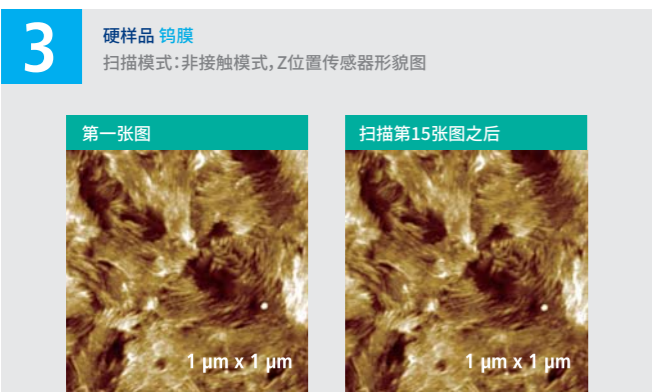 3
硬样品 钨膜
扫描模式：非接触模式，Z位置传感器形貌图
第一张图
扫描第15张图之后
1 μm x 1 μm
1 μm x 1 μm